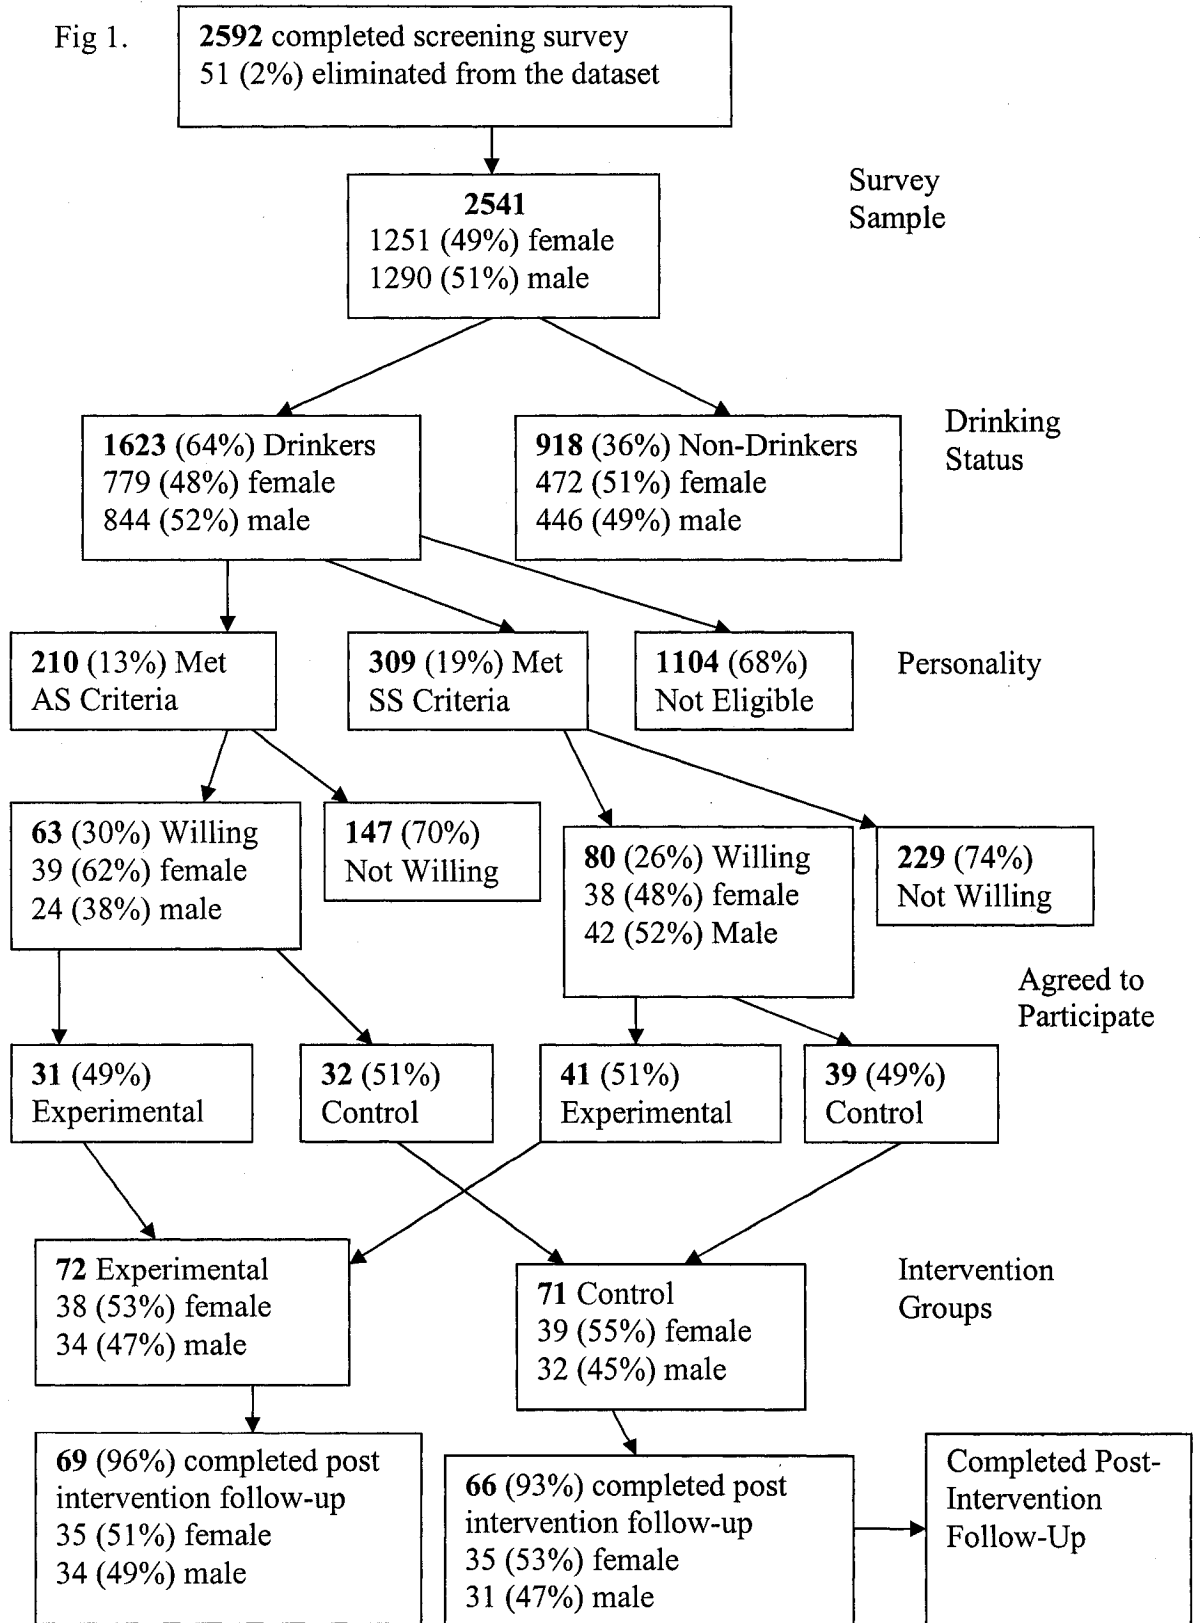 Fig 1.
2592 completed screening survey
51 (2%) eliminated from the dataset
Survey
Sample
2541
1251 (49%) female
1290 (51%) male
Drinking
Status
1623 (64%) Drinkers
779 (48%) female
844 (52%) male
918 (36%) Non-Drinkers
472 (51%) female
446 (49%) male
210 (13%) Met
AS Criteria
309 (19%) Met
SS Criteria
1104 (68%)
Not Eligible
Personality
63 (30%) Willing
39 (62%) female
24 (38%) male
147 (70%)
Not Willing
80 (26%) Willing
38 (48%) female
42 (52%) Male
229 (74%)
Not Willing
Agreed to
Participate
31 (49%)
Experimental
32 (51%)
Control
41 (51%)
Experimental
39 (49%)
Control
72 Experimental
38 (53%) female
34 (47%) male
71 Control
39 (55%) female
32 (45%) male
Intervention
Groups
69 (96%) completed post
intervention follow-up
35 (51%) female
34 (49%) male
66 (93%) completed post
intervention follow-up
35 (53%) female
31 (47%) male
Completed Post-
Intervention
Follow-Up